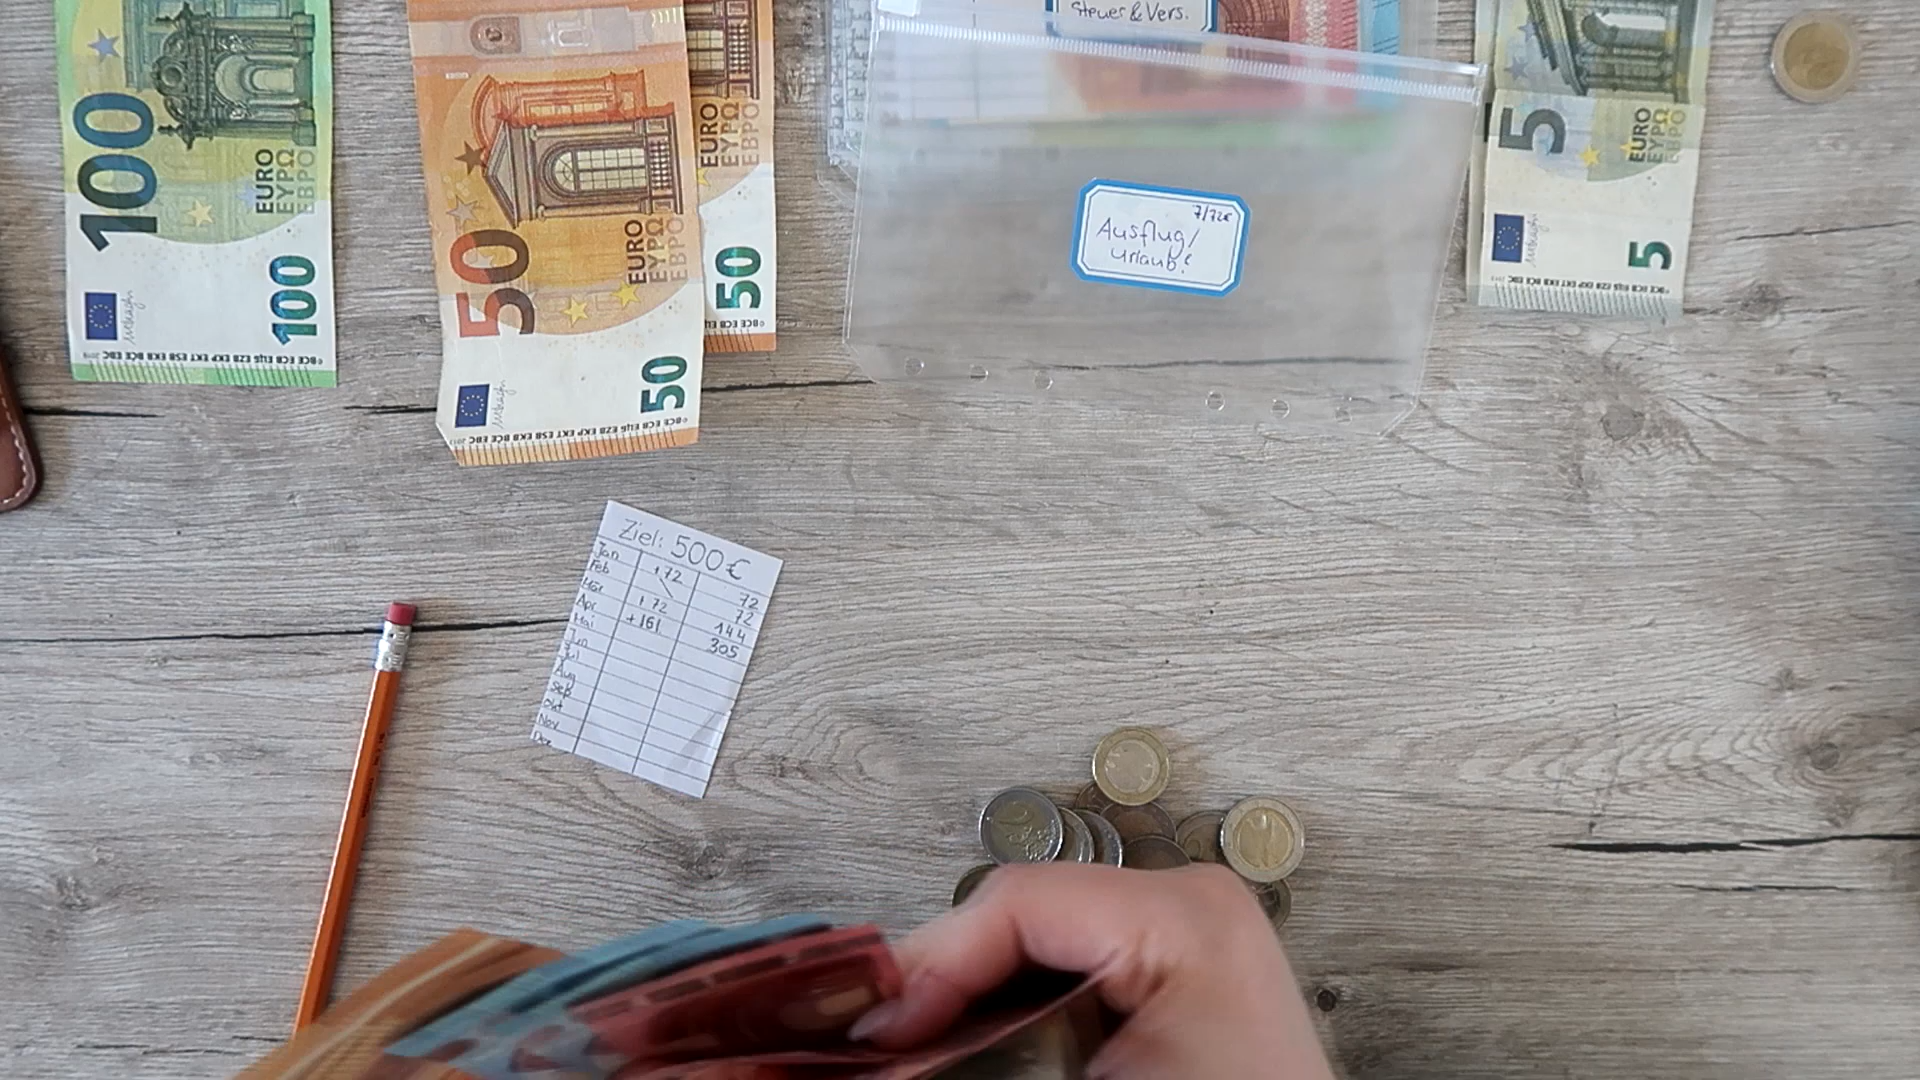 Steuer & Vers.
100
EURO
ΕΥΡΩ
ЕВРО
100
50
EURO
ΕΥΡΩ
ЕВРО
50
EURO
ΕΥΡΩ
ЕВРО
50
7/72€
Ausflug/
Urlaub!
5
EURO
ΕΥΡΩ
ЕВРО
5
Ziel: 500€
Jan +72 72
Feb \ 72
Mär +72 144
Apr +161 305
Mai
Jun
Jul
Aug
Sep
Okt
Nov
Dez
2